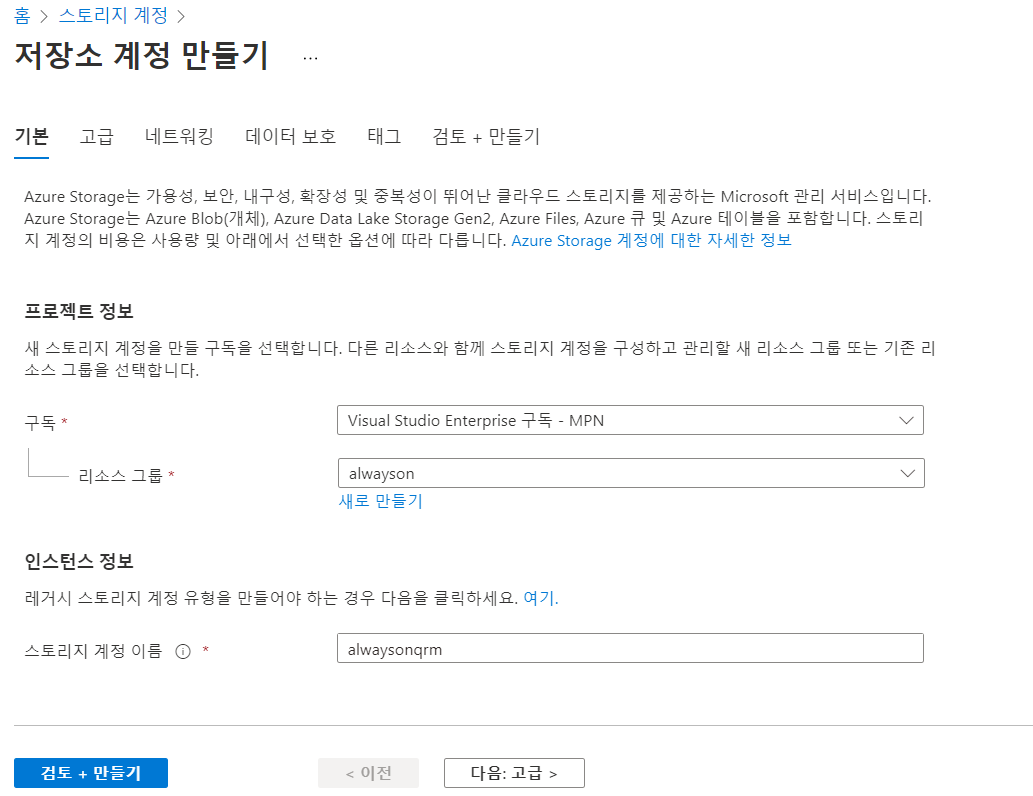 홈 > 스토리지 계정 >
저장소 계정 만들기 ...
기본 고급 네트워킹 데이터 보호 태그 검토 + 만들기
Azure Storage는 가용성, 보안, 내구성, 확장성 및 중복성이 뛰어난 클라우드 스토리지를 제공하는 Microsoft 관리 서비스입니다.
Azure Storage는 Azure Blob(개체), Azure Data Lake Storage Gen2, Azure Files, Azure 큐 및 Azure 테이블을 포함합니다. 스토리
지 계정의 비용은 사용량 및 아래에서 선택한 옵션에 따라 다릅니다. Azure Storage 계정에 대한 자세한 정보
프로젝트 정보
새 스토리지 계정을 만들 구독을 선택합니다. 다른 리소스와 함께 스토리지 계정을 구성하고 관리할 새 리소스 그룹 또는 기존 리
소스 그룹을 선택합니다.
구독 * Visual Studio Enterprise 구독 - MPN
리소스 그룹 * alwayson
새로 만들기
인스턴스 정보
레거시 스토리지 계정 유형을 만들어야 하는 경우 다음을 클릭하세요. 여기.
스토리지 계정 이름 * alwaysonqrm
검토 + 만들기 < 이전 다음: 고급 >